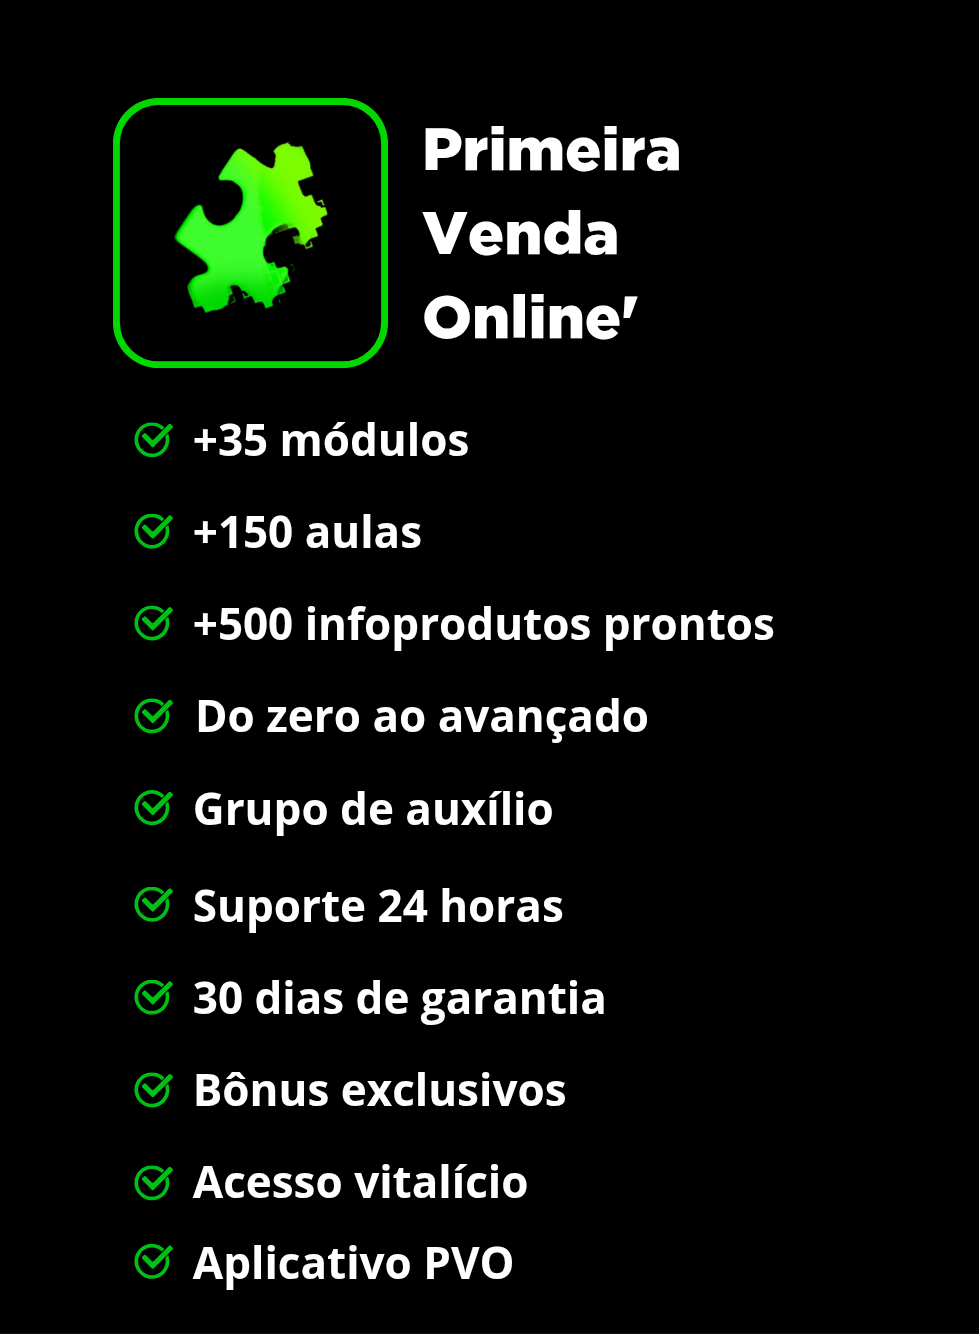 Primeira
Venda
Online'
+35 módulos
+150 aulas
+500 infoprodutos prontos
Do zero ao avançado
Grupo de auxílio
Suporte 24 horas
30 dias de garantia
Bônus exclusivos
Acesso vitalício
Aplicativo PVO